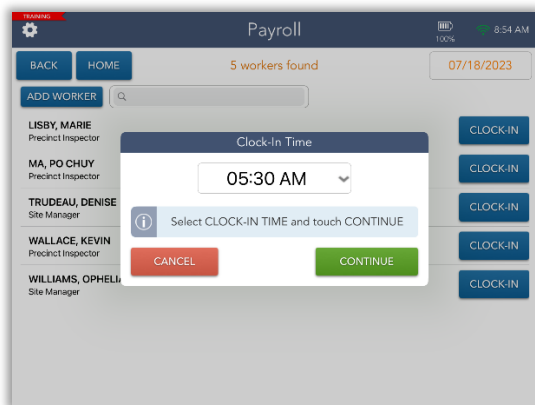 TRAINING
Payroll
100%
8:54 AM
BACK
HOME
5 workers found
07/18/2023
ADD WORKER
LISBY, MARIE
Precinct Inspector
CLOCK-IN
Clock-In Time
MA, PO CHUY
Precinct Inspector
CLOCK-IN
05:30 AM
TRUDEAU, DENISE
Site Manager
CLOCK-IN
Select CLOCK-IN TIME and touch CONTINUE
WALLACE, KEVIN
Precinct Inspector
CLOCK-IN
CANCEL
CONTINUE
WILLIAMS, OPHELI
Site Manager
CLOCK-IN